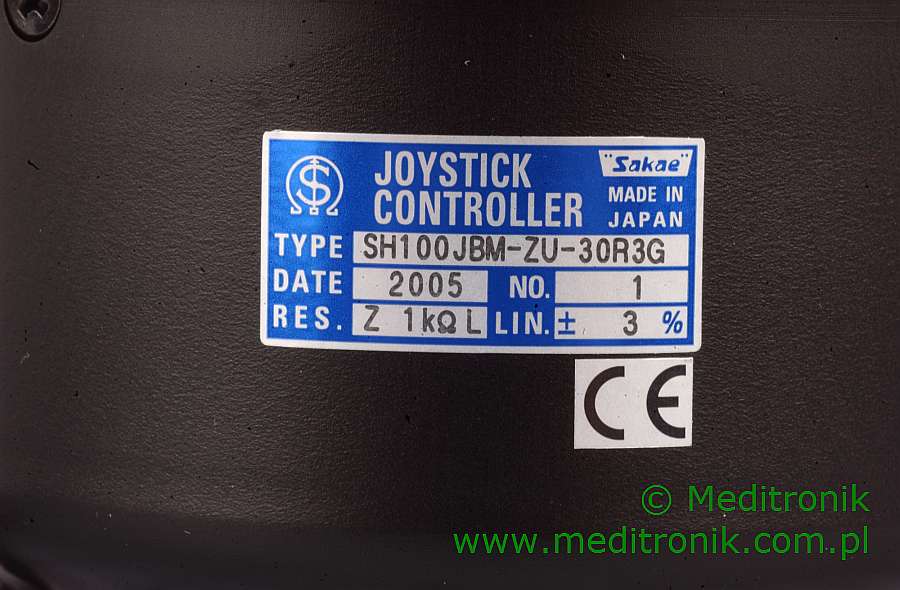 JOYSTICK
CONTROLLER
"Sakae"
MADE IN
JAPAN
TYPE SH100JBM-ZU-30R3G
DATE 2005 NO. 1
RES. Z 1kΩ L LIN. ± 3 %
CE
© Meditronik
www.meditronik.com.pl